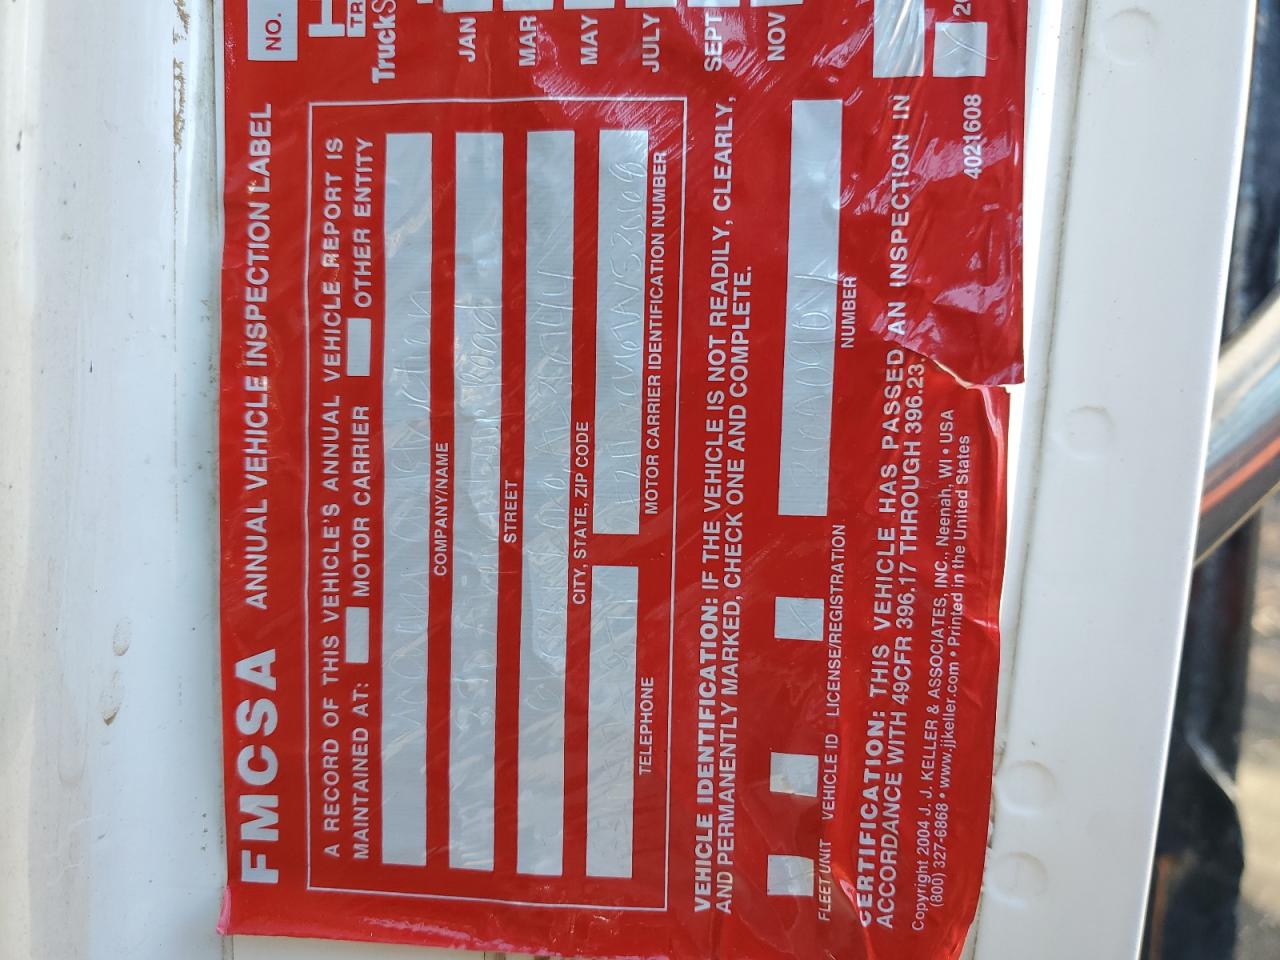 NO.
TRI
TruckS
JAN
MAR
MAY
JULY
SEPT
NOV
20
FMCSA ANNUAL VEHICLE INSPECTION LABEL
A RECORD OF THIS VEHICLE'S ANNUAL VEHICLE REPORT IS
MAINTAINED AT: MOTOR CARRIER OTHER ENTITY
COMPANY/NAME
Road
STREET
CITY, STATE, ZIP CODE
TELEPHONE MOTOR CARRIER IDENTIFICATION NUMBER
VEHICLE IDENTIFICATION: IF THE VEHICLE IS NOT READILY, CLEARLY,
AND PERMANENTLY MARKED, CHECK ONE AND COMPLETE.
FLEET UNIT VEHICLE ID LICENSE/REGISTRATION NUMBER
CERTIFICATION: THIS VEHICLE HAS PASSED AN INSPECTION IN
ACCORDANCE WITH 49CFR 396.17 THROUGH 396.23
Copyright 2004 J. J. KELLER & ASSOCIATES, INC., Neenah, WI • USA
(800) 327-6868 • www.jjkeller.com • Printed in the United States
4021608